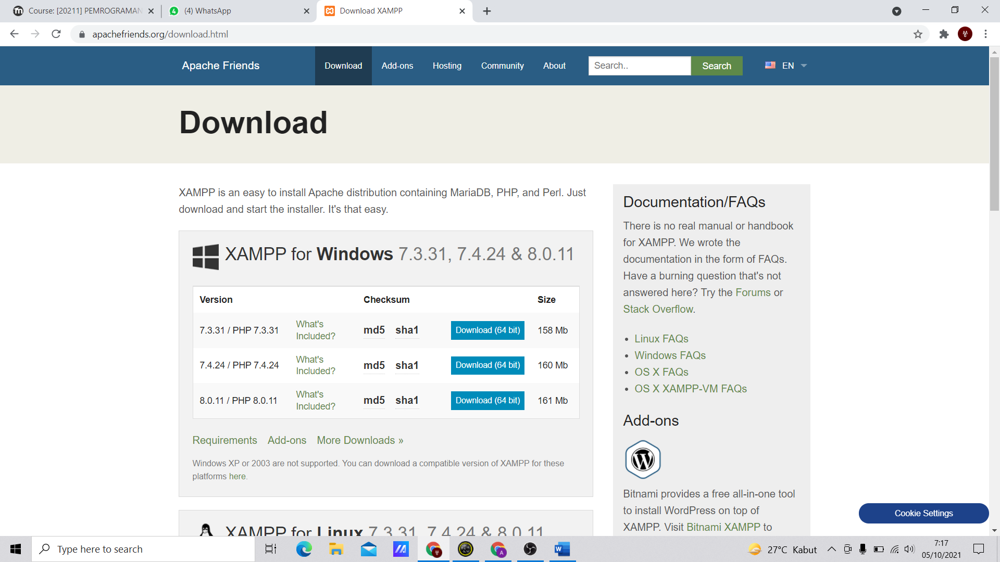 Course: [20211] PEMROGRAMAN
(4) WhatsApp
Download XAMPP
apachefriends.org/download.html
Apache Friends
Download
Add-ons
Hosting
Community
About
Search..
Search
EN
Download
XAMPP is an easy to install Apache distribution containing MariaDB, PHP, and Perl. Just
download and start the installer. It's that easy.
XAMPP for Windows 7.3.31, 7.4.24 & 8.0.11
Version Checksum Size
7.3.31 / PHP 7.3.31 What's Included? md5 sha1 Download (64 bit) 158 Mb
7.4.24 / PHP 7.4.24 What's Included? md5 sha1 Download (64 bit) 160 Mb
8.0.11 / PHP 8.0.11 What's Included? md5 sha1 Download (64 bit) 161 Mb
Requirements Add-ons More Downloads »
Windows XP or 2003 are not supported. You can download a compatible version of XAMPP for these
platforms here.
XAMPP for Linux 7.3.31, 7.4.24 & 8.0.11
Documentation/FAQs
There is no real manual or handbook
for XAMPP. We wrote the
documentation in the form of FAQs.
Have a burning question that's not
answered here? Try the Forums or
Stack Overflow.
• Linux FAQs
• Windows FAQs
• OS X FAQs
• OS X XAMPP-VM FAQs
Add-ons
Bitnami provides a free all-in-one tool
to install WordPress on top of
XAMPP. Visit Bitnami XAMPP to
Cookie Settings
Type here to search
27°C Kabut
7:17
05/10/2021